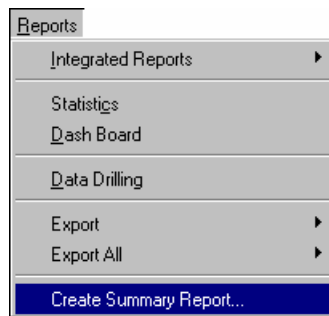 Reports
Integrated Reports
Statistics
Dash Board
Data Drilling
Export
Export All
Create Summary Report...